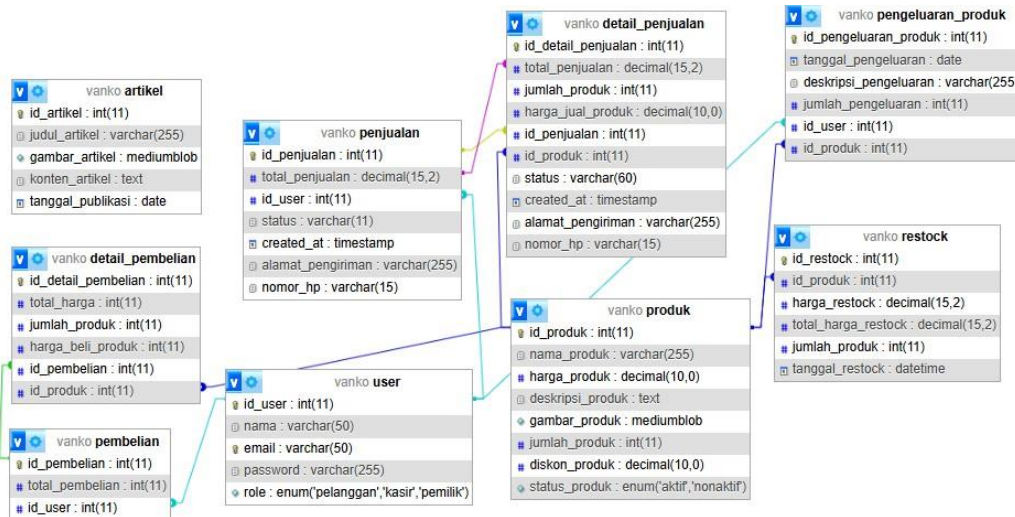 vanko artikel
id_artikel : int(11)
judul_artikel : varchar(255)
gambar_artikel : mediumblob
konten_artikel : text
tanggal_publikasi : date
vanko detail_pembelian
id_detail_pembelian : int(11)
total_harga : int(11)
jumlah_produk : int(11)
harga_beli_produk : int(11)
id_pembelian : int(11)
id_produk : int(11)
vanko pembelian
id_pembelian : int(11)
total_pembelian : int(11)
id_user : int(11)
vanko penjualan
id_penjualan : int(11)
total_penjualan : decimal(15,2)
id_user : int(11)
status : varchar(11)
created_at : timestamp
alamat_pengiriman : varchar(255)
nomor_hp : varchar(15)
vanko user
id_user : int(11)
nama : varchar(50)
email : varchar(50)
password : varchar(255)
role : enum('pelanggan','kasir','pemilik')
vanko detail_penjualan
id_detail_penjualan : int(11)
total_penjualan : decimal(15,2)
jumlah_produk : int(11)
harga_jual_produk : decimal(10,0)
id_penjualan : int(11)
id_produk : int(11)
status : varchar(60)
created_at : timestamp
alamat_pengiriman : varchar(255)
nomor_hp : varchar(15)
vanko produk
id_produk : int(11)
nama_produk : varchar(255)
harga_produk : decimal(10,0)
deskripsi_produk : text
gambar_produk : mediumblob
jumlah_produk : int(11)
diskon_produk : decimal(10,0)
status_produk : enum('aktif','nonaktif')
vanko pengeluaran_produk
id_pengeluaran_produk : int(11)
tanggal_pengeluaran : date
deskripsi_pengeluaran : varchar(255
jumlah_pengeluaran : int(11)
id_user : int(11)
id_produk : int(11)
vanko restock
id_restock : int(11)
id_produk : int(11)
harga_restock : decimal(15,2)
total_harga_restock : decimal(15,2)
jumlah_produk : int(11)
tanggal_restock : datetime